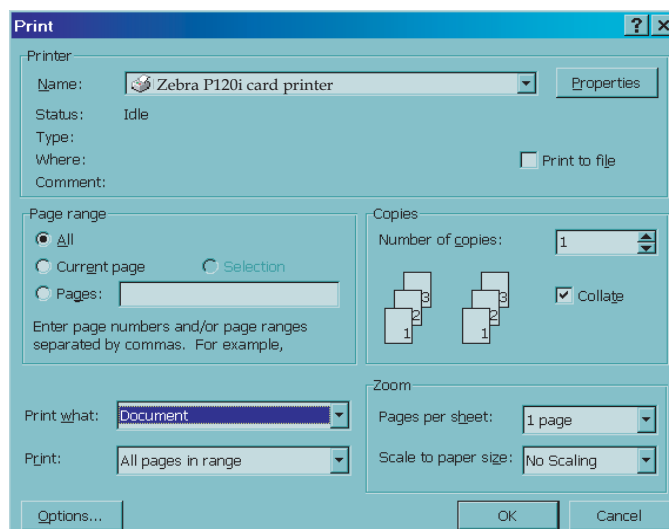 Print
Printer
Name: Zebra P120i card printer Properties
Status: Idle
Type:
Where: Print to file
Comment:
Page range
All
Current page Selection
Pages:
Enter page numbers and/or page ranges
separated by commas. For example,
Copies
Number of copies: 1
3 3
2 2
1 1
Collate
Print what: Document
Print: All pages in range
Zoom
Pages per sheet: 1 page
Scale to paper size: No Scaling
Options... OK Cancel